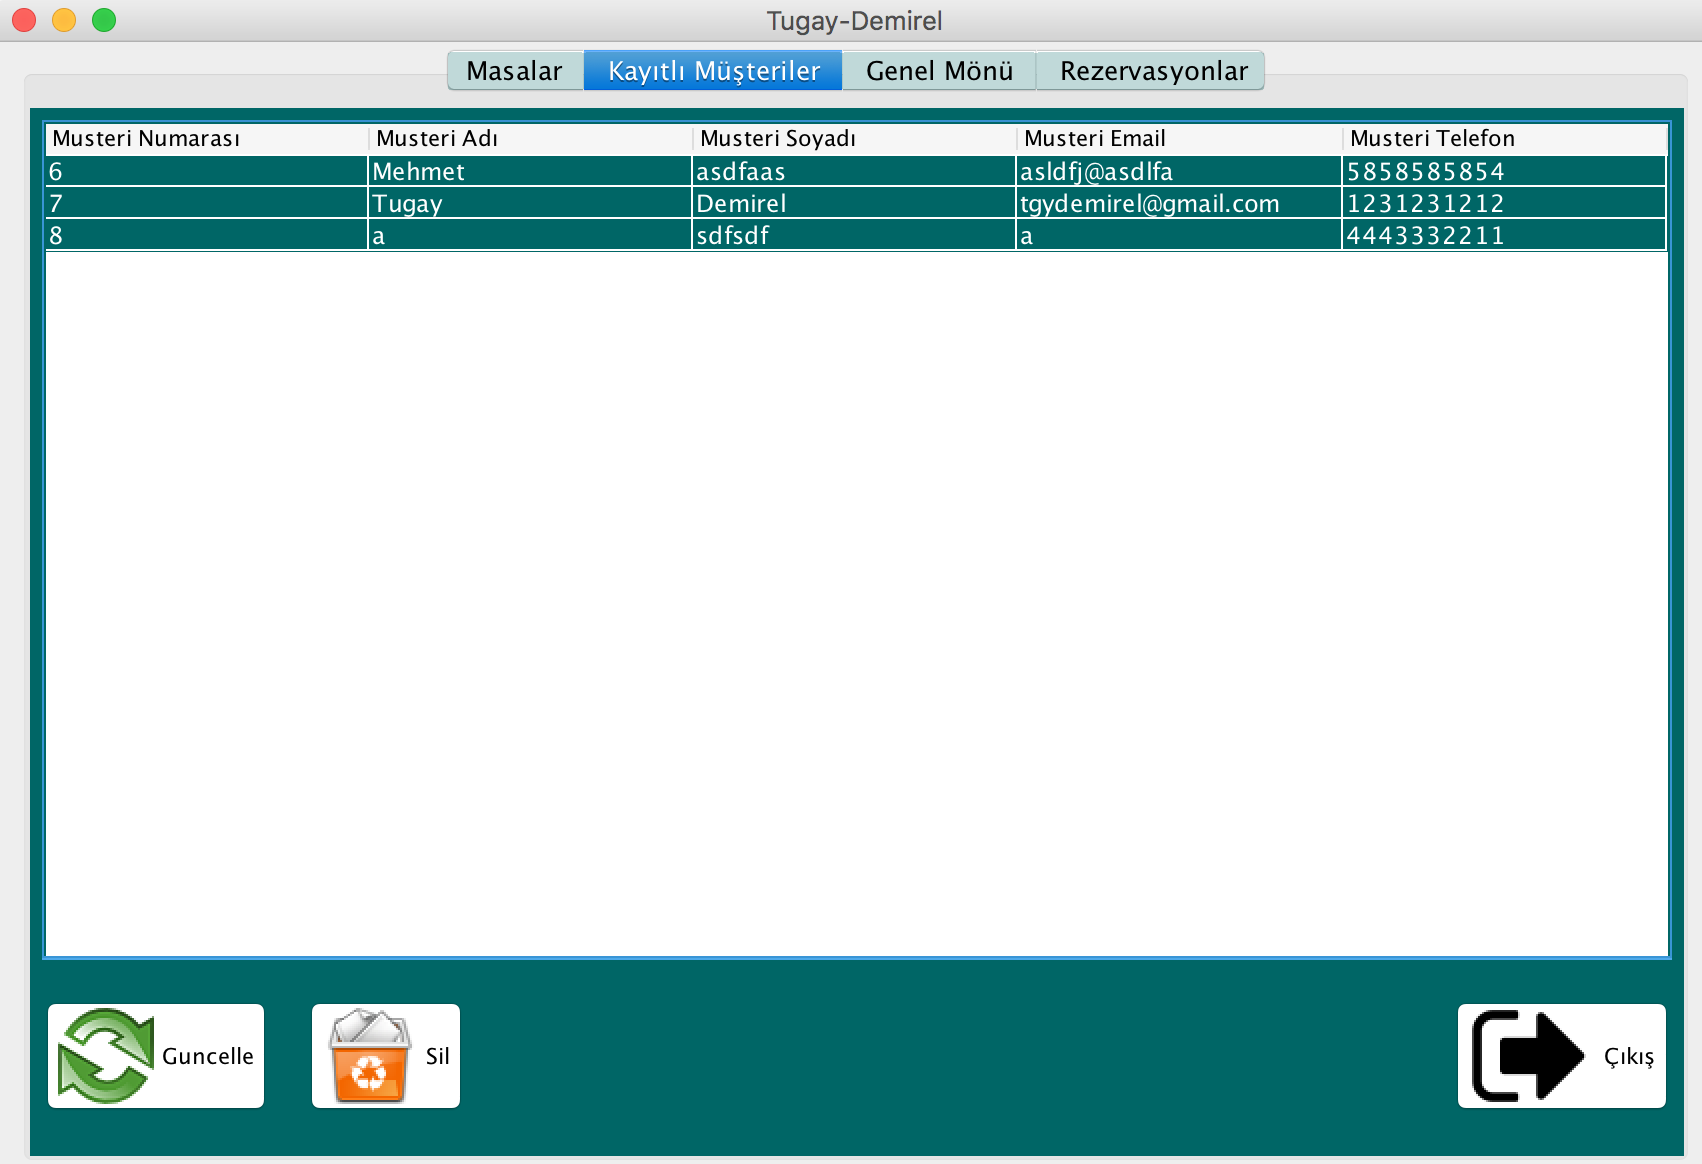 Tugay-Demirel
Masalar Kayıtlı Müşteriler Genel Mönü Rezervasyonlar
Musteri Numarası Musteri Adı Musteri Soyadı Musteri Email Musteri Telefon
6 Mehmet asdfaas asldfj@asdlfa 5858585854
7 Tugay Demirel tgydemirel@gmail.com 1231231212
8 a sdfsdf a 4443332211
Guncelle Sil Çıkış